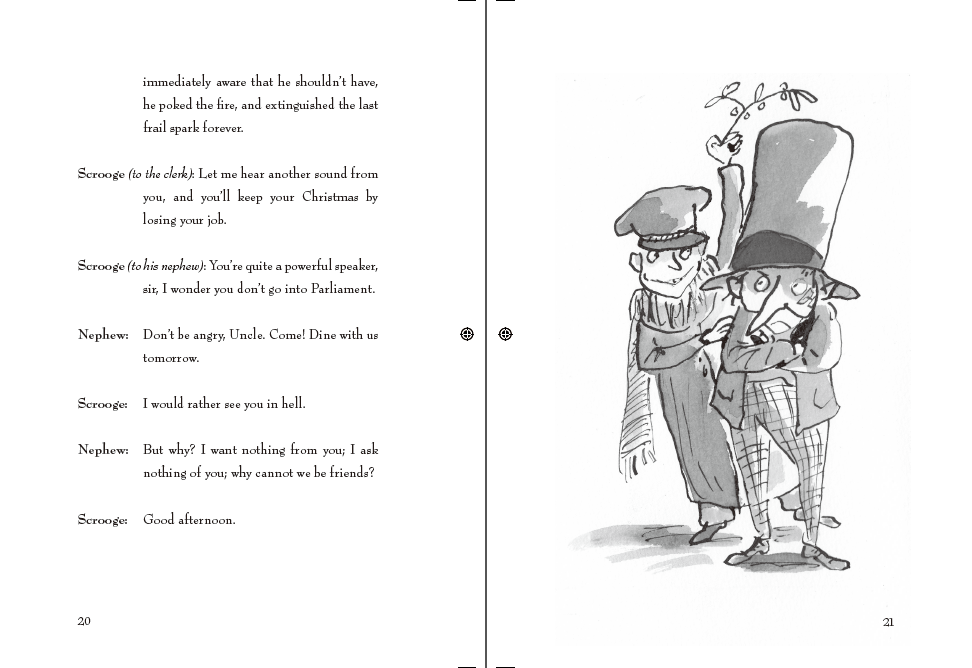 immediately aware that he shouldn't have,
he poked the fire, and extinguished the last
frail spark forever.
Scrooge (to the clerk): Let me hear another sound from
you, and you'll keep your Christmas by
losing your job.
Scrooge (to his nephew): You're quite a powerful speaker,
sir, I wonder you don't go into Parliament.
Nephew: Don't be angry, Uncle. Come! Dine with us
tomorrow.
Scrooge: I would rather see you in hell.
Nephew: But why? I want nothing from you; I ask
nothing of you; why cannot we be friends?
Scrooge: Good afternoon.
20
21